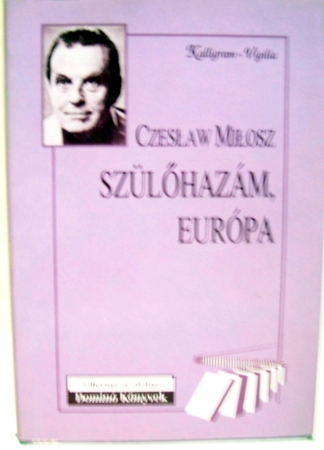 Kalligram – Vigilia
CZESŁAW MIŁOSZ
SZÜLŐHAZÁM,
EURÓPA
Dominó Könyvek